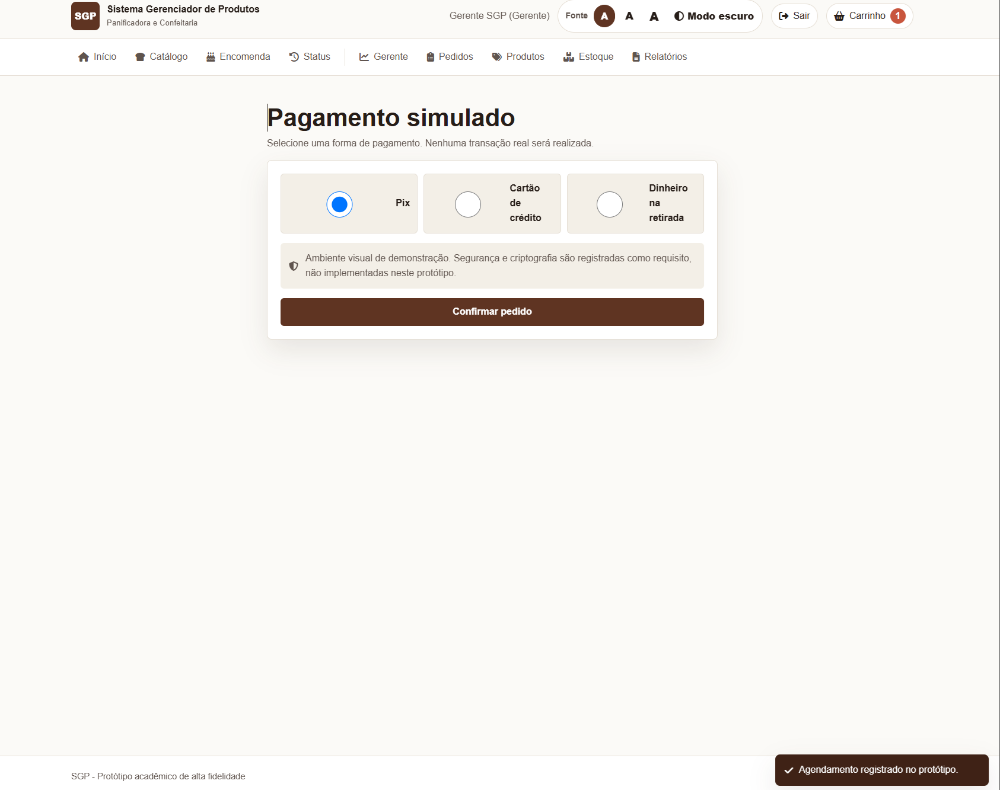 SGP
Sistema Gerenciador de Produtos
Panificadora e Confeitaria
Gerente SGP (Gerente)
Fonte A A A Modo escuro
Sair
Carrinho 1
Início Catálogo Encomenda Status Gerente Pedidos Produtos Estoque Relatórios
Pagamento simulado
Selecione uma forma de pagamento. Nenhuma transação real será realizada.
Pix
Cartão
de
crédito
Dinheiro
na
retirada
Ambiente visual de demonstração. Segurança e criptografia são registradas como requisito,
não implementadas neste protótipo.
Confirmar pedido
SGP - Protótipo acadêmico de alta fidelidade
Agendamento registrado no protótipo.